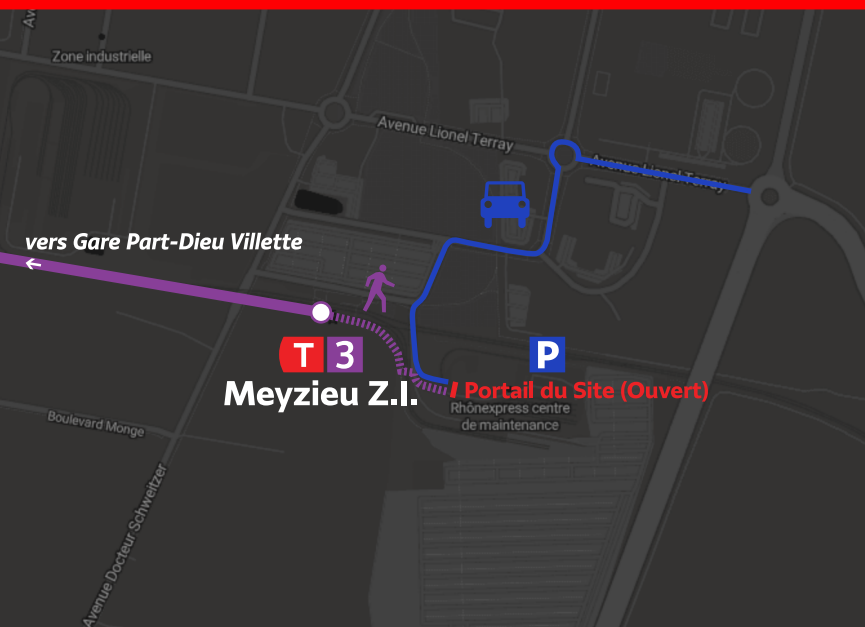 Av
Zone industrielle
Avenue Lionel Terray
Avenue Lionel Terray
vers Gare Part-Dieu Villette
←
T 3
P
Meyzieu Z.I.
Portail du Site (Ouvert)
Rhônexpress centre
de maintenance
Boulevard Monge
Avenue Docteur Schweitzer